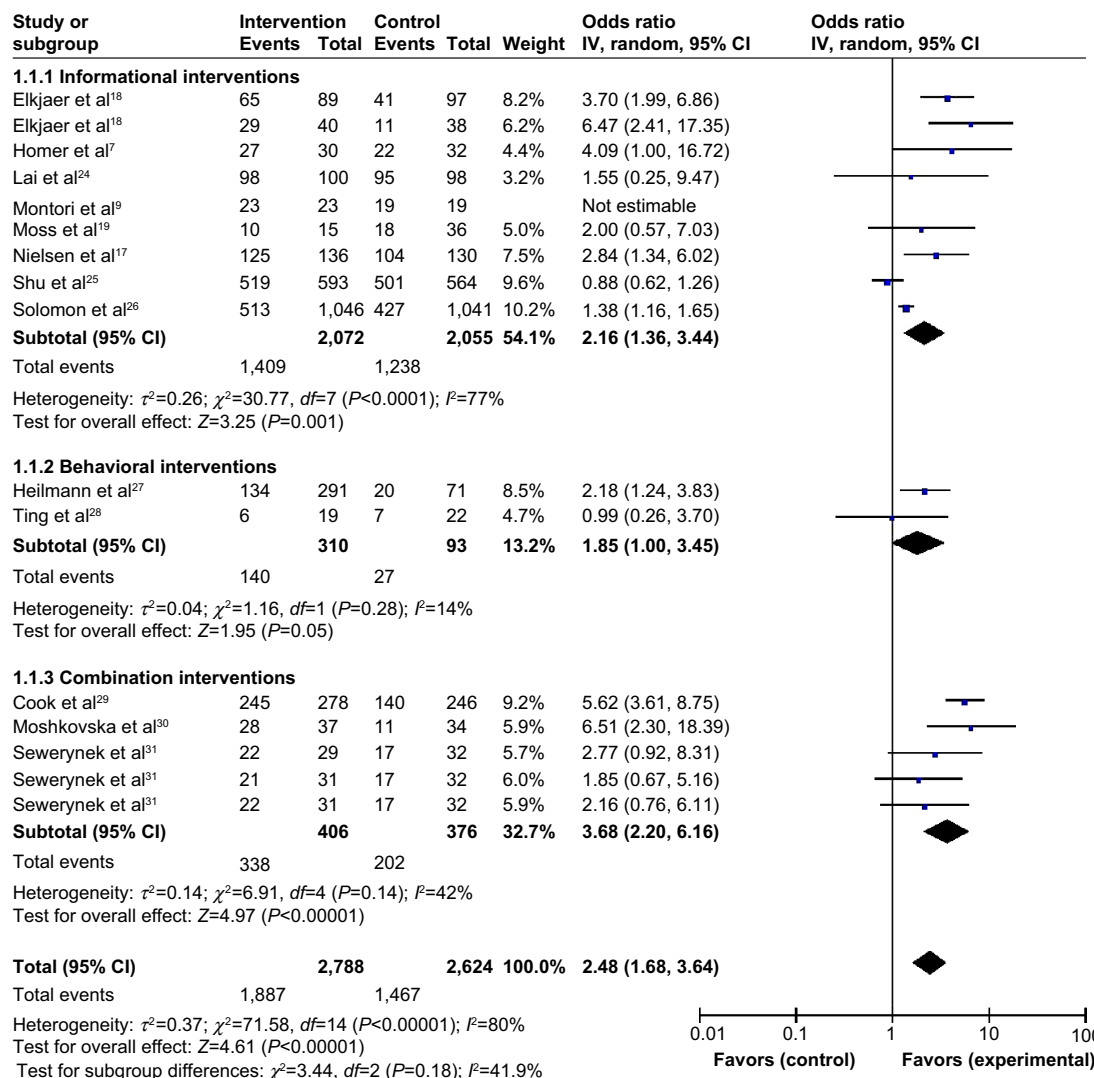 Study or Intervention Control Odds ratio Odds ratio
subgroup Events Total Events Total Weight IV, random, 95% CI IV, random, 95% CI
1.1.1 Informational interventions
Elkjaer et al18 65 89 41 97 8.2% 3.70 (1.99, 6.86)
Elkjaer et al18 29 40 11 38 6.2% 6.47 (2.41, 17.35)
Homer et al7 27 30 22 32 4.4% 4.09 (1.00, 16.72)
Lai et al24 98 100 95 98 3.2% 1.55 (0.25, 9.47)
Montori et al9 23 23 19 19 Not estimable
Moss et al19 10 15 18 36 5.0% 2.00 (0.57, 7.03)
Nielsen et al17 125 136 104 130 7.5% 2.84 (1.34, 6.02)
Shu et al25 519 593 501 564 9.6% 0.88 (0.62, 1.26)
Solomon et al26 513 1,046 427 1,041 10.2% 1.38 (1.16, 1.65)
Subtotal (95% CI) 2,072 2,055 54.1% 2.16 (1.36, 3.44)
Total events 1,409 1,238
Heterogeneity: τ²=0.26; χ²=30.77, df=7 (P<0.0001); I²=77%
Test for overall effect: Z=3.25 (P=0.001)
1.1.2 Behavioral interventions
Heilmann et al27 134 291 20 71 8.5% 2.18 (1.24, 3.83)
Ting et al28 6 19 7 22 4.7% 0.99 (0.26, 3.70)
Subtotal (95% CI) 310 93 13.2% 1.85 (1.00, 3.45)
Total events 140 27
Heterogeneity: τ²=0.04; χ²=1.16, df=1 (P=0.28); I²=14%
Test for overall effect: Z=1.95 (P=0.05)
1.1.3 Combination interventions
Cook et al29 245 278 140 246 9.2% 5.62 (3.61, 8.75)
Moshkovska et al30 28 37 11 34 5.9% 6.51 (2.30, 18.39)
Sewerynek et al31 22 29 17 32 5.7% 2.77 (0.92, 8.31)
Sewerynek et al31 21 31 17 32 6.0% 1.85 (0.67, 5.16)
Sewerynek et al31 22 31 17 32 5.9% 2.16 (0.76, 6.11)
Subtotal (95% CI) 406 376 32.7% 3.68 (2.20, 6.16)
Total events 338 202
Heterogeneity: τ²=0.14; χ²=6.91, df=4 (P=0.14); I²=42%
Test for overall effect: Z=4.97 (P<0.00001)
Total (95% CI) 2,788 2,624 100.0% 2.48 (1.68, 3.64)
Total events 1,887 1,467
Heterogeneity: τ²=0.37; χ²=71.58, df=14 (P<0.00001); I²=80%
Test for overall effect: Z=4.61 (P<0.00001)
Test for subgroup differences: χ²=3.44, df=2 (P=0.18); I²=41.9%
0.01 0.1 1 10 100
Favors (control) Favors (experimental)